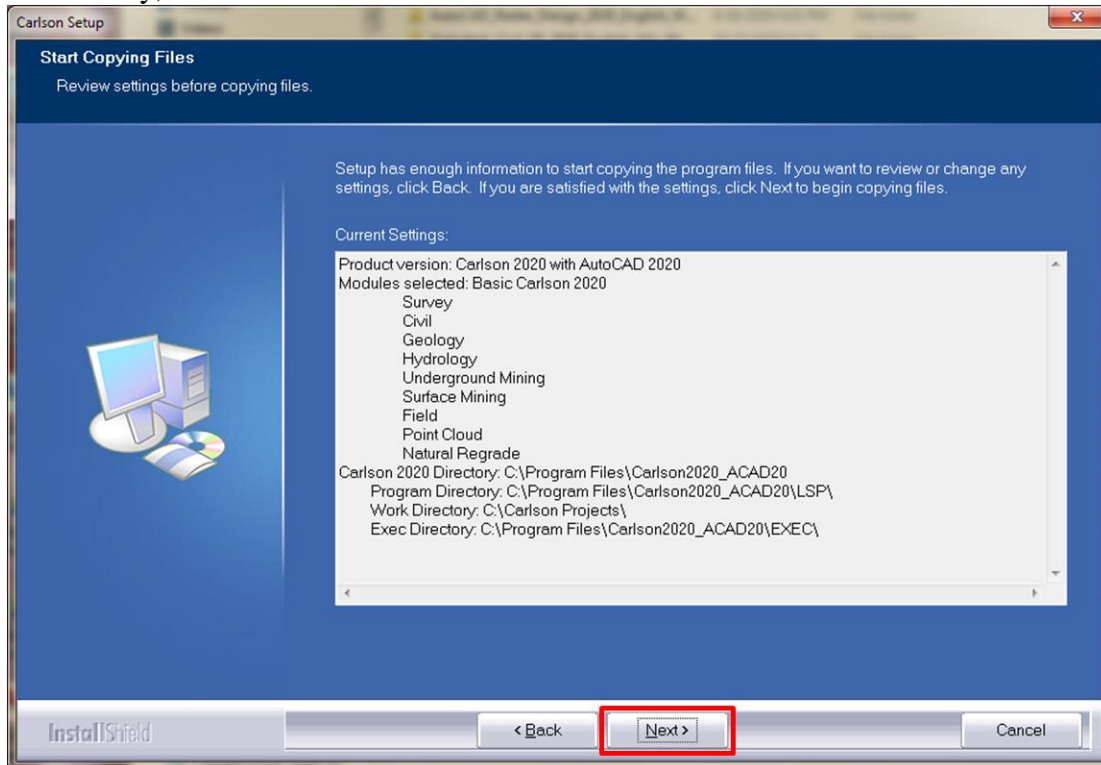 Carlson Setup
Start Copying Files
Review settings before copying files.
Setup has enough information to start copying the program files. If you want to review or change any
settings, click Back. If you are satisfied with the settings, click Next to begin copying files.
Current Settings:
Product version: Carlson 2020 with AutoCAD 2020
Modules selected: Basic Carlson 2020
Survey
Civil
Geology
Hydrology
Underground Mining
Surface Mining
Field
Point Cloud
Natural Regrade
Carlson 2020 Directory: C:\Program Files\Carlson2020_ACAD20
Program Directory: C:\Program Files\Carlson2020_ACAD20\LSP\
Work Directory: C:\Carlson Projects\
Exec Directory: C:\Program Files\Carlson2020_ACAD20\EXEC\
InstallShield
< Back
Next >
Cancel